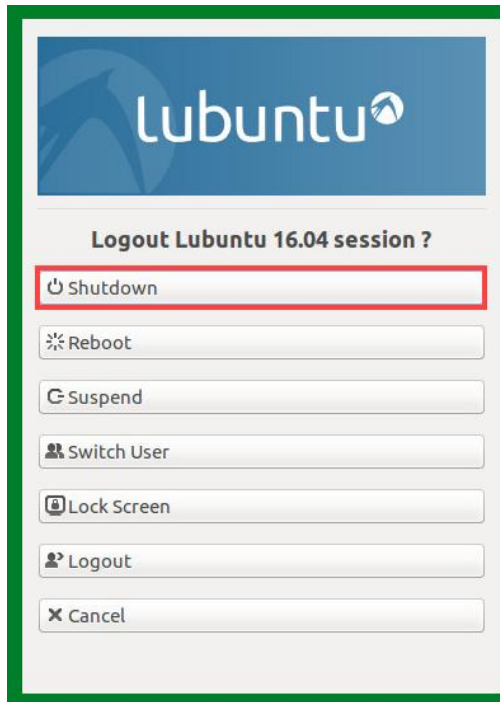 lubuntu
Logout Lubuntu 16.04 session ?
Shutdown
Reboot
Suspend
Switch User
Lock Screen
Logout
Cancel